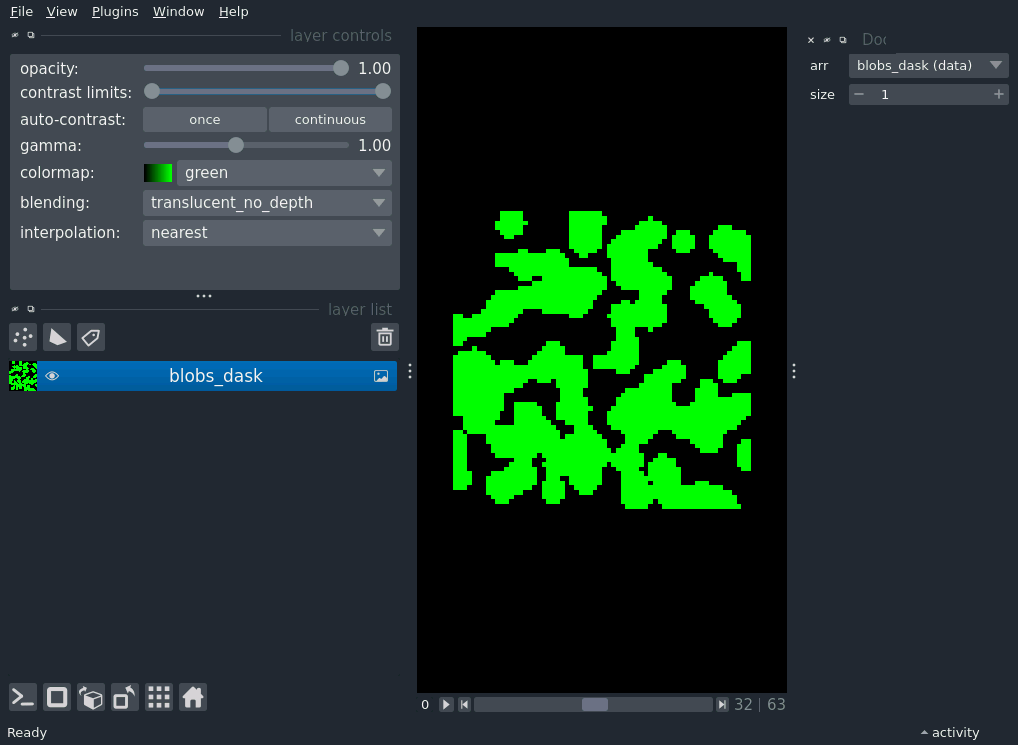 File View Plugins Window Help
layer controls
opacity: 1.00
contrast limits:
auto-contrast: once continuous
gamma: 1.00
colormap: green
blending: translucent_no_depth
interpolation: nearest
layer list
blobs_dask
Ready
0 32 | 63
arr blobs_dask (data)
size 1
activity